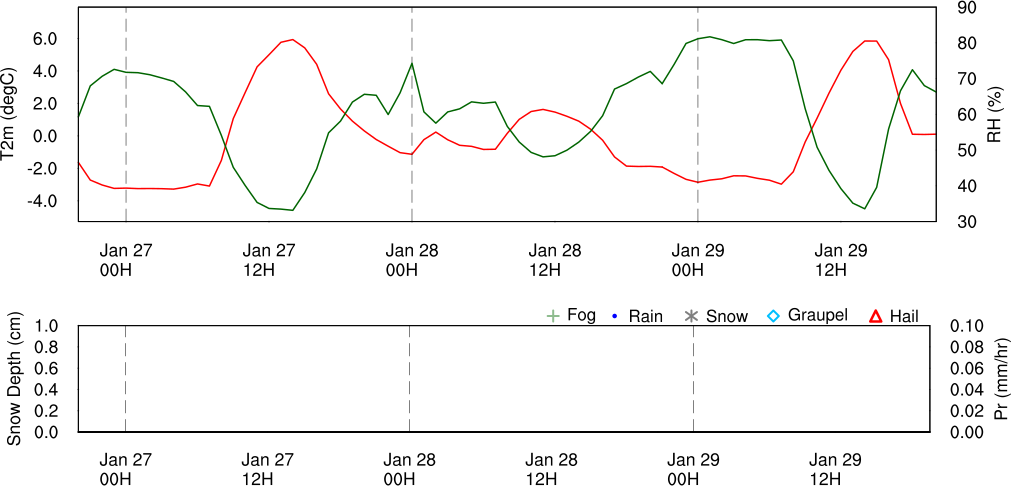 90
6.0
80
4.0
70
2.0
60
0.0
50
-2.0
40
-4.0
30
T2m (degC)
RH (%)
Jan 27 Jan 27 Jan 28 Jan 28 Jan 29 Jan 29
00H 12H 00H 12H 00H 12H
Fog Rain Snow Graupel Hail
1.0 0.10
0.8 0.08
0.6 0.06
0.4 0.04
0.2 0.02
0.0 0.00
Snow Depth (cm)
Pr (mm/hr)
Jan 27 Jan 27 Jan 28 Jan 28 Jan 29 Jan 29
00H 12H 00H 12H 00H 12H